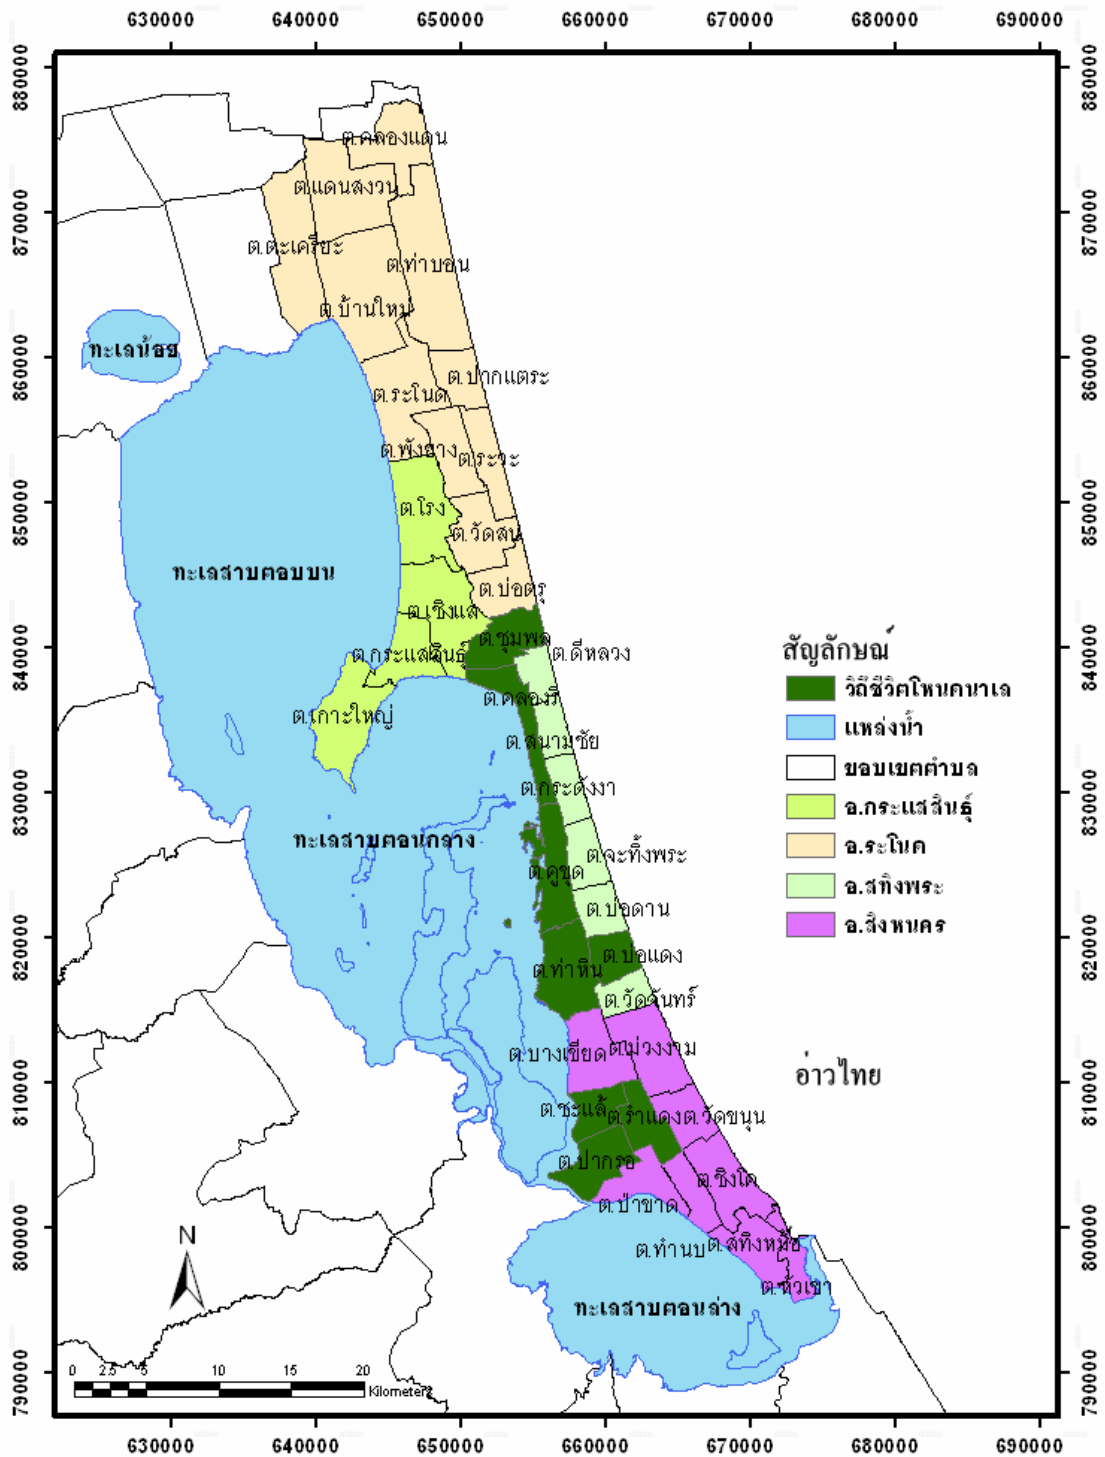 630000 640000 650000 660000 670000 680000 690000
880000 880000
870000 870000
860000 860000
850000 850000
840000 840000
830000 830000
820000 820000
810000 810000
800000 800000
790000 790000
ต.คลองแดน
ต.แดนสงวน
ต.ตะเครียะ
ต.ท่าบอน
ต.บ้านใหม่
ทะเลน้อย
ต.ปากแตระ
ต.ระโนด
ต.พังยาง
ต.ระวะ
ต.โรง
ต.วัดสน
ทะเลสาบตอบบน
ต.บ่อตรุ
ต.เชิงแส
ต.ชุมพล
ต.กระแสสินธุ์
ต.ดีหลวง
ต.คลองรี
ต.เกาะใหญ่
ต.สนามชัย
ต.กระดังงา
ทะเลสาบตอนกลาง
ต.จะทิ้งพระ
ต.คูขุด
ต.บ่อดาน
ต.บ่อแดง
ต.ท่าหิน
ต.วัดจันทร์
ต.บางเขียด
ต.ม่วงงาม
ต.ชะแล้
ต.รำแดง
ต.วัดขนุน
ต.ปากรอ
ต.ชิงโค
ต.ป่าขาด
ต.ทำนบ
ต.สทิงหม้อ
ต.หัวเขา
ทะเลสาบตอนล่าง
อ่าวไทย
สัญลักษณ์
วิถีชีวิตโหนดนาเล
แหล่งน้ำ
ขอบเขตตำบล
อ.กระแสสินธุ์
อ.ระโนด
อ.สทิงพระ
อ.สิงหนคร
N
0 2.5 5 10 15 20
Kilometers
630000 640000 650000 660000 670000 680000 690000